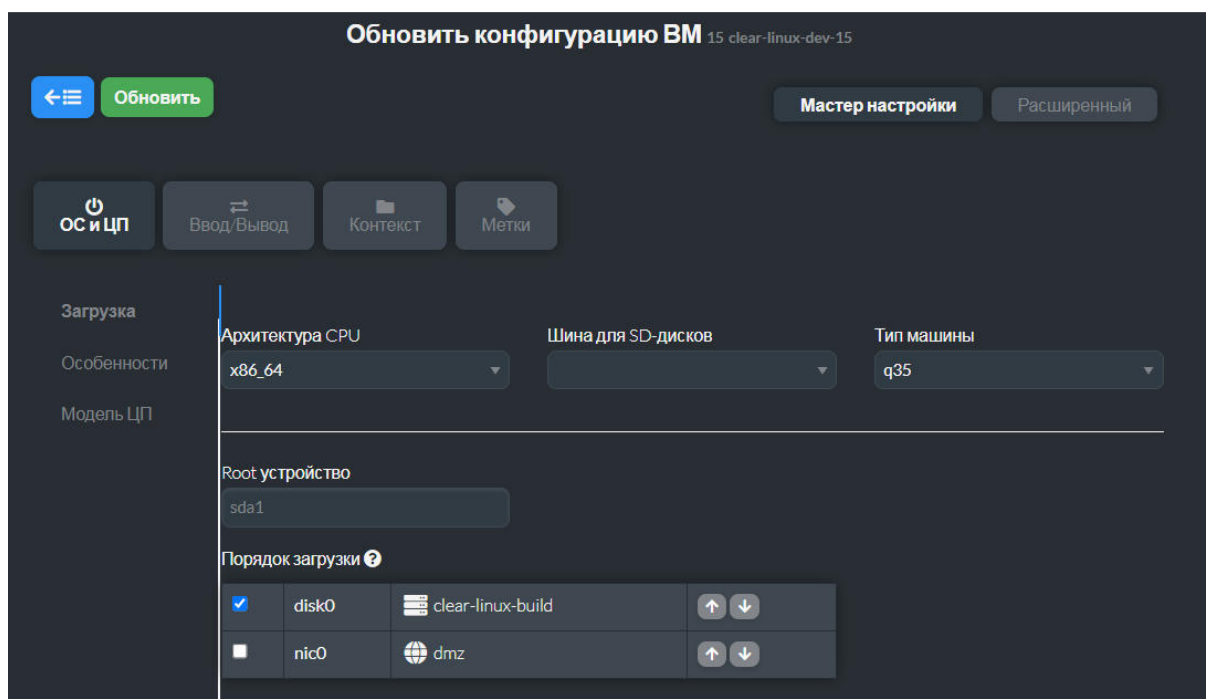 Обновить конфигурацию ВМ 15 clear-linux-dev-15
Обновить
Мастер настройки
Расширенный
ОС и ЦП
Ввод/Вывод
Контекст
Метки
Загрузка
Особенности
Модель ЦП
Архитектура CPU
Шина для SD-дисков
Тип машины
x86_64
q35
Root устройство
sda1
Порядок загрузки ?
disk0 clear-linux-build
nic0 dmz